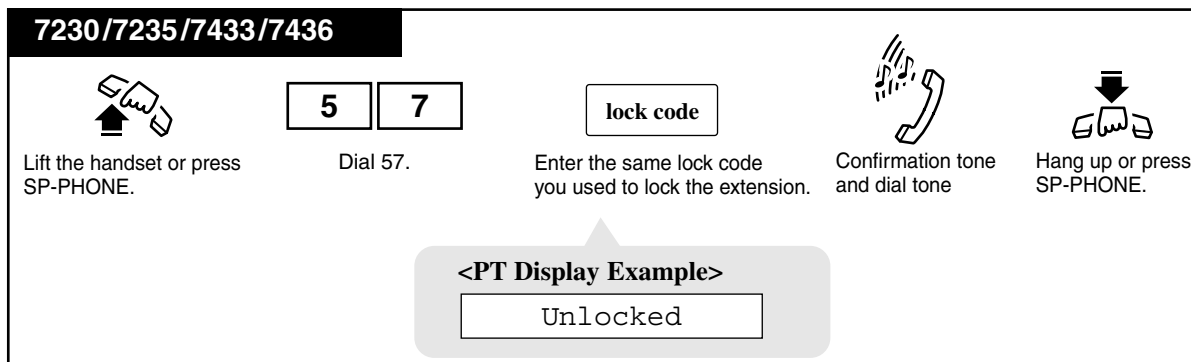 7230/7235/7433/7436
5 7
lock code
Lift the handset or press
SP-PHONE.
Dial 57.
Enter the same lock code
you used to lock the extension.
Confirmation tone
and dial tone
Hang up or press
SP-PHONE.
<PT Display Example>
Unlocked